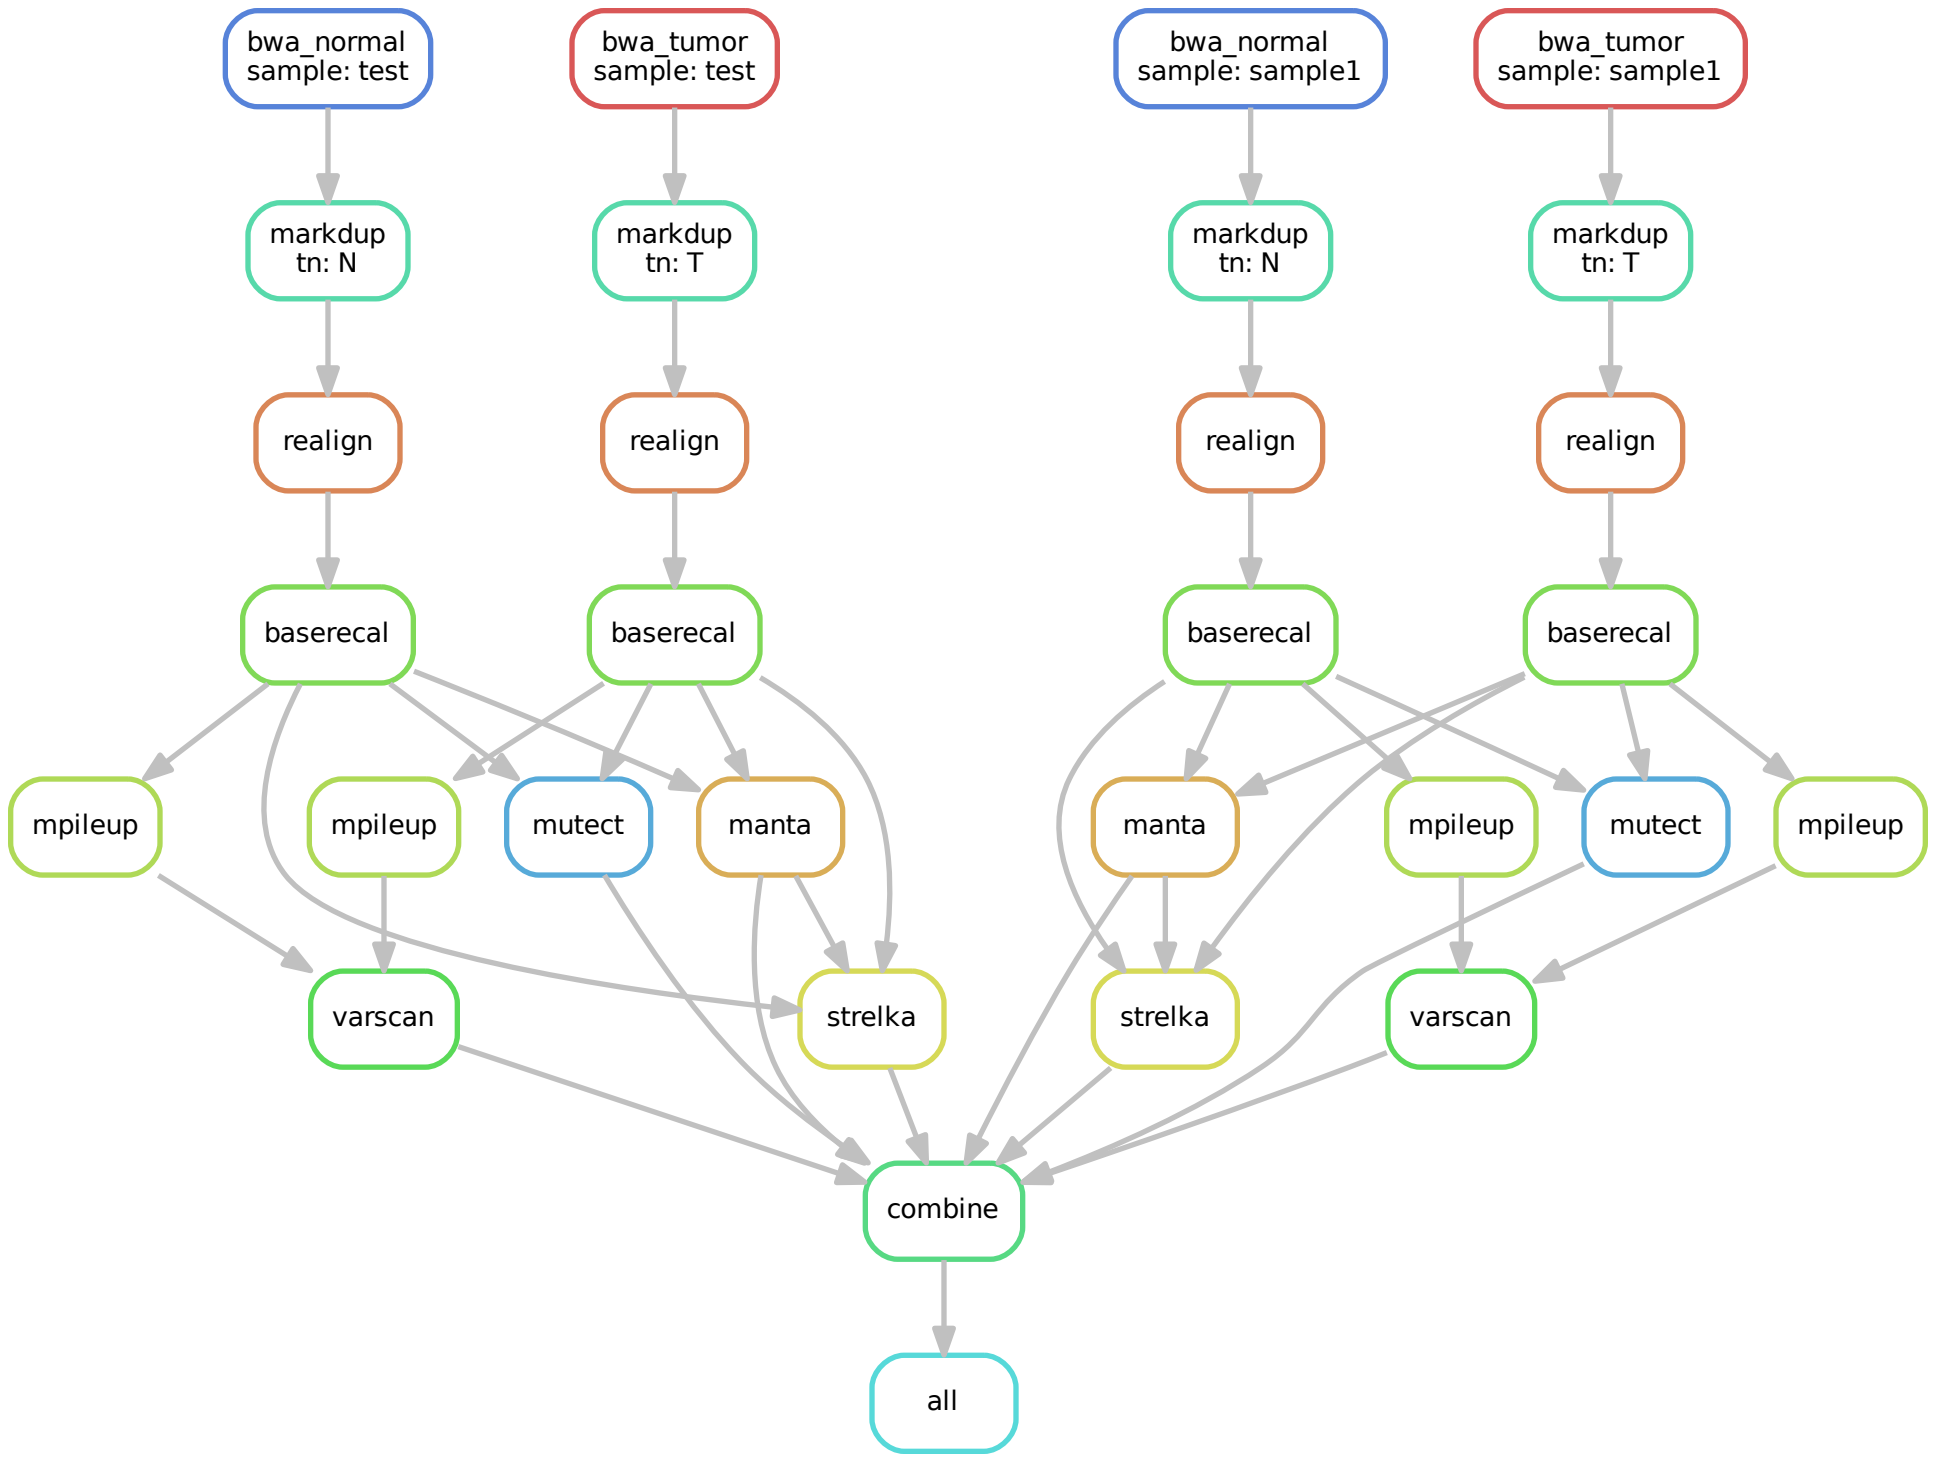 bwa_normal
sample: test
bwa_tumor
sample: test
bwa_normal
sample: sample1
bwa_tumor
sample: sample1
markdup
tn: N
markdup
tn: T
markdup
tn: N
markdup
tn: T
realign
realign
realign
realign
baserecal
baserecal
baserecal
baserecal
mpileup
mpileup
mutect
manta
manta
mpileup
mutect
mpileup
varscan
strelka
strelka
varscan
combine
all